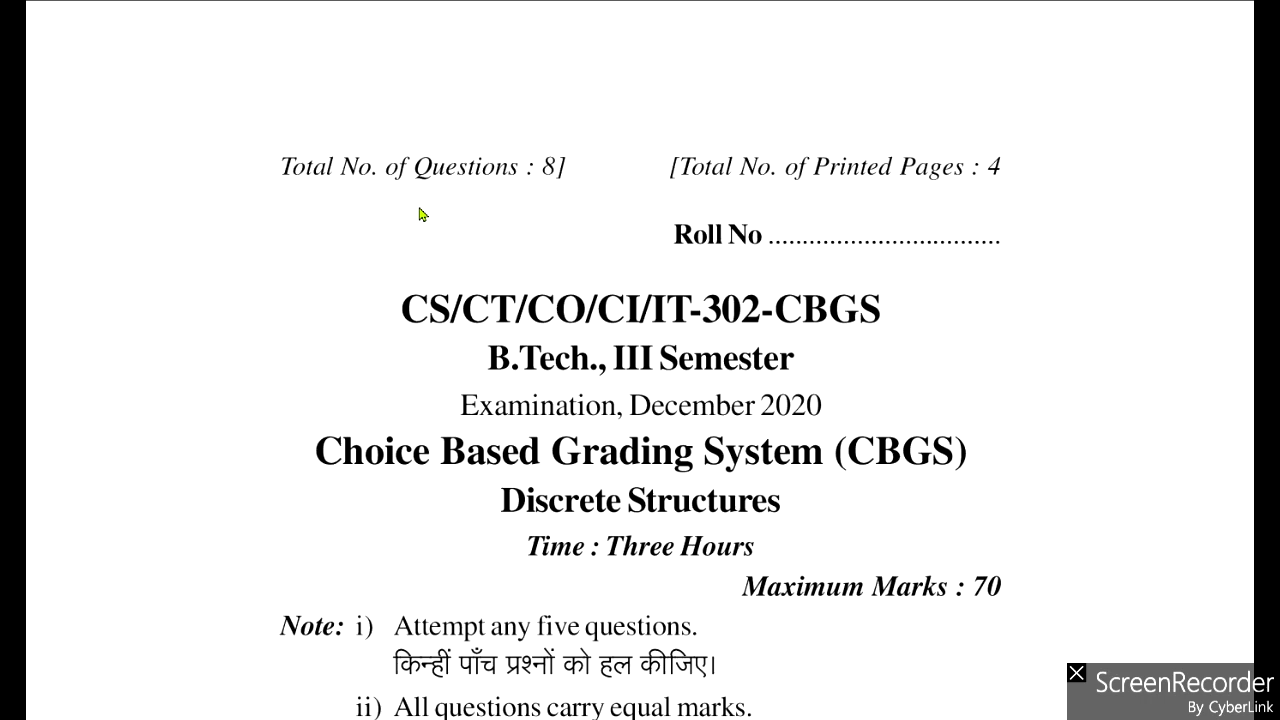 Total No. of Questions : 8] [Total No. of Printed Pages : 4
Roll No ..................................
CS/CT/CO/CI/IT-302-CBGS
B.Tech., III Semester
Examination, December 2020
Choice Based Grading System (CBGS)
Discrete Structures
Time : Three Hours
Maximum Marks : 70
Note: i) Attempt any five questions.
किन्हीं पाँच प्रश्नों को हल कीजिए।
ii) All questions carry equal marks.
ScreenRecorder
By CyberLink